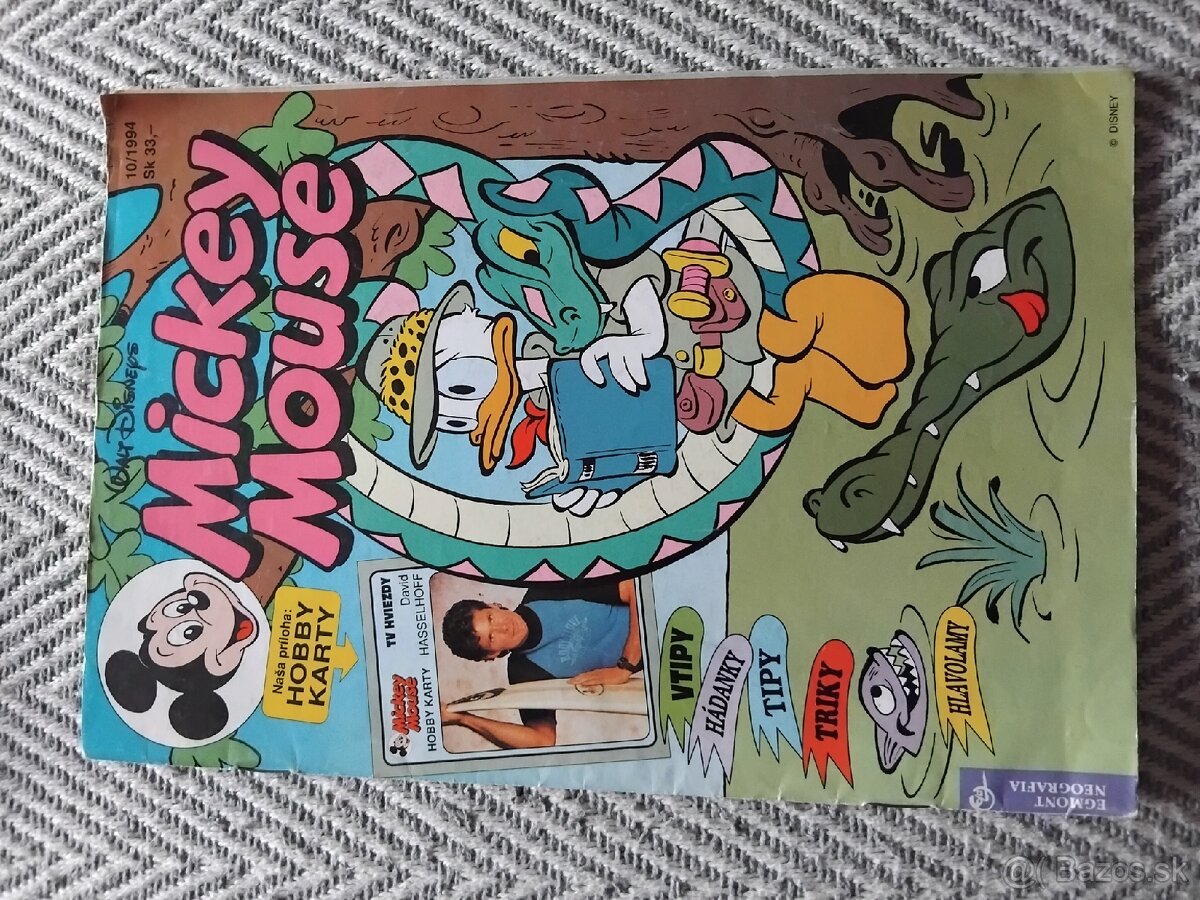 10/1994
Sk 33,–
WALT DISNEY'S
Mickey
Mouse
Naša príloha:
HOBBY
KARTY
MICKEY
MOUSE
TV HVIEZDY
HOBBY KARTY
David
HASSELHOFF
VTIPY
HÁDANKY
TIPY
TRIKY
HLAVOLAMY
EGMONT
NEOGRAFIA
© DISNEY
@( Bazos.sk